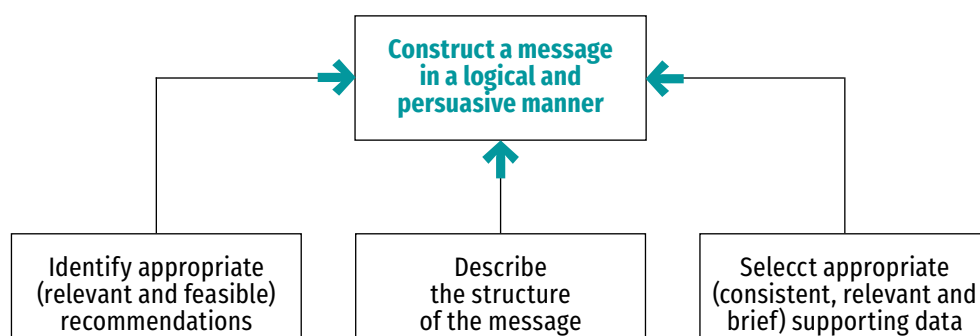 Construct a message
in a logical and
persuasive manner
Identify appropriate
(relevant and feasible)
recommendations
Describe
the structure
of the message
Selecct appropriate
(consistent, relevant and
brief) supporting data